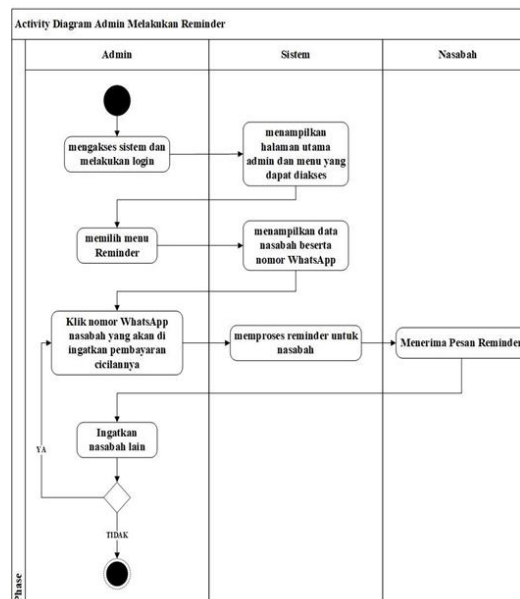 Activity Diagram Admin Melakukan Reminder
Admin
Sistem
Nasabah
mengakses sistem dan
melakukan login
menampilkan
halaman utama
admin dan menu yang
dapat diakses
memilih menu
Reminder
menampilkan data
nasabah beserta
nomor WhatsApp
Klik nomor WhatsApp
nasabah yang akan di
ingatkan pembayaran
cicilannya
memproses reminder untuk
nasabah
Menerima Pesan Reminder
Ingatkan
nasabah lain
YA
TIDAK
Phase